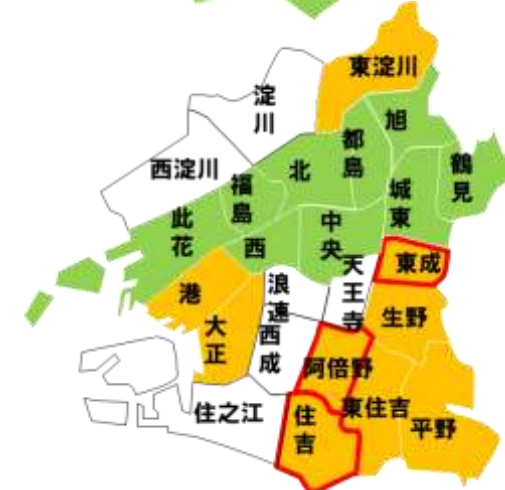 東淀川
淀川
旭
都島
西淀川
北
鶴見
福島
城東
此花
中央
西
天王寺
東成
浪速
港
生野
大正
西成
阿倍野
住之江
住吉
東住吉
平野